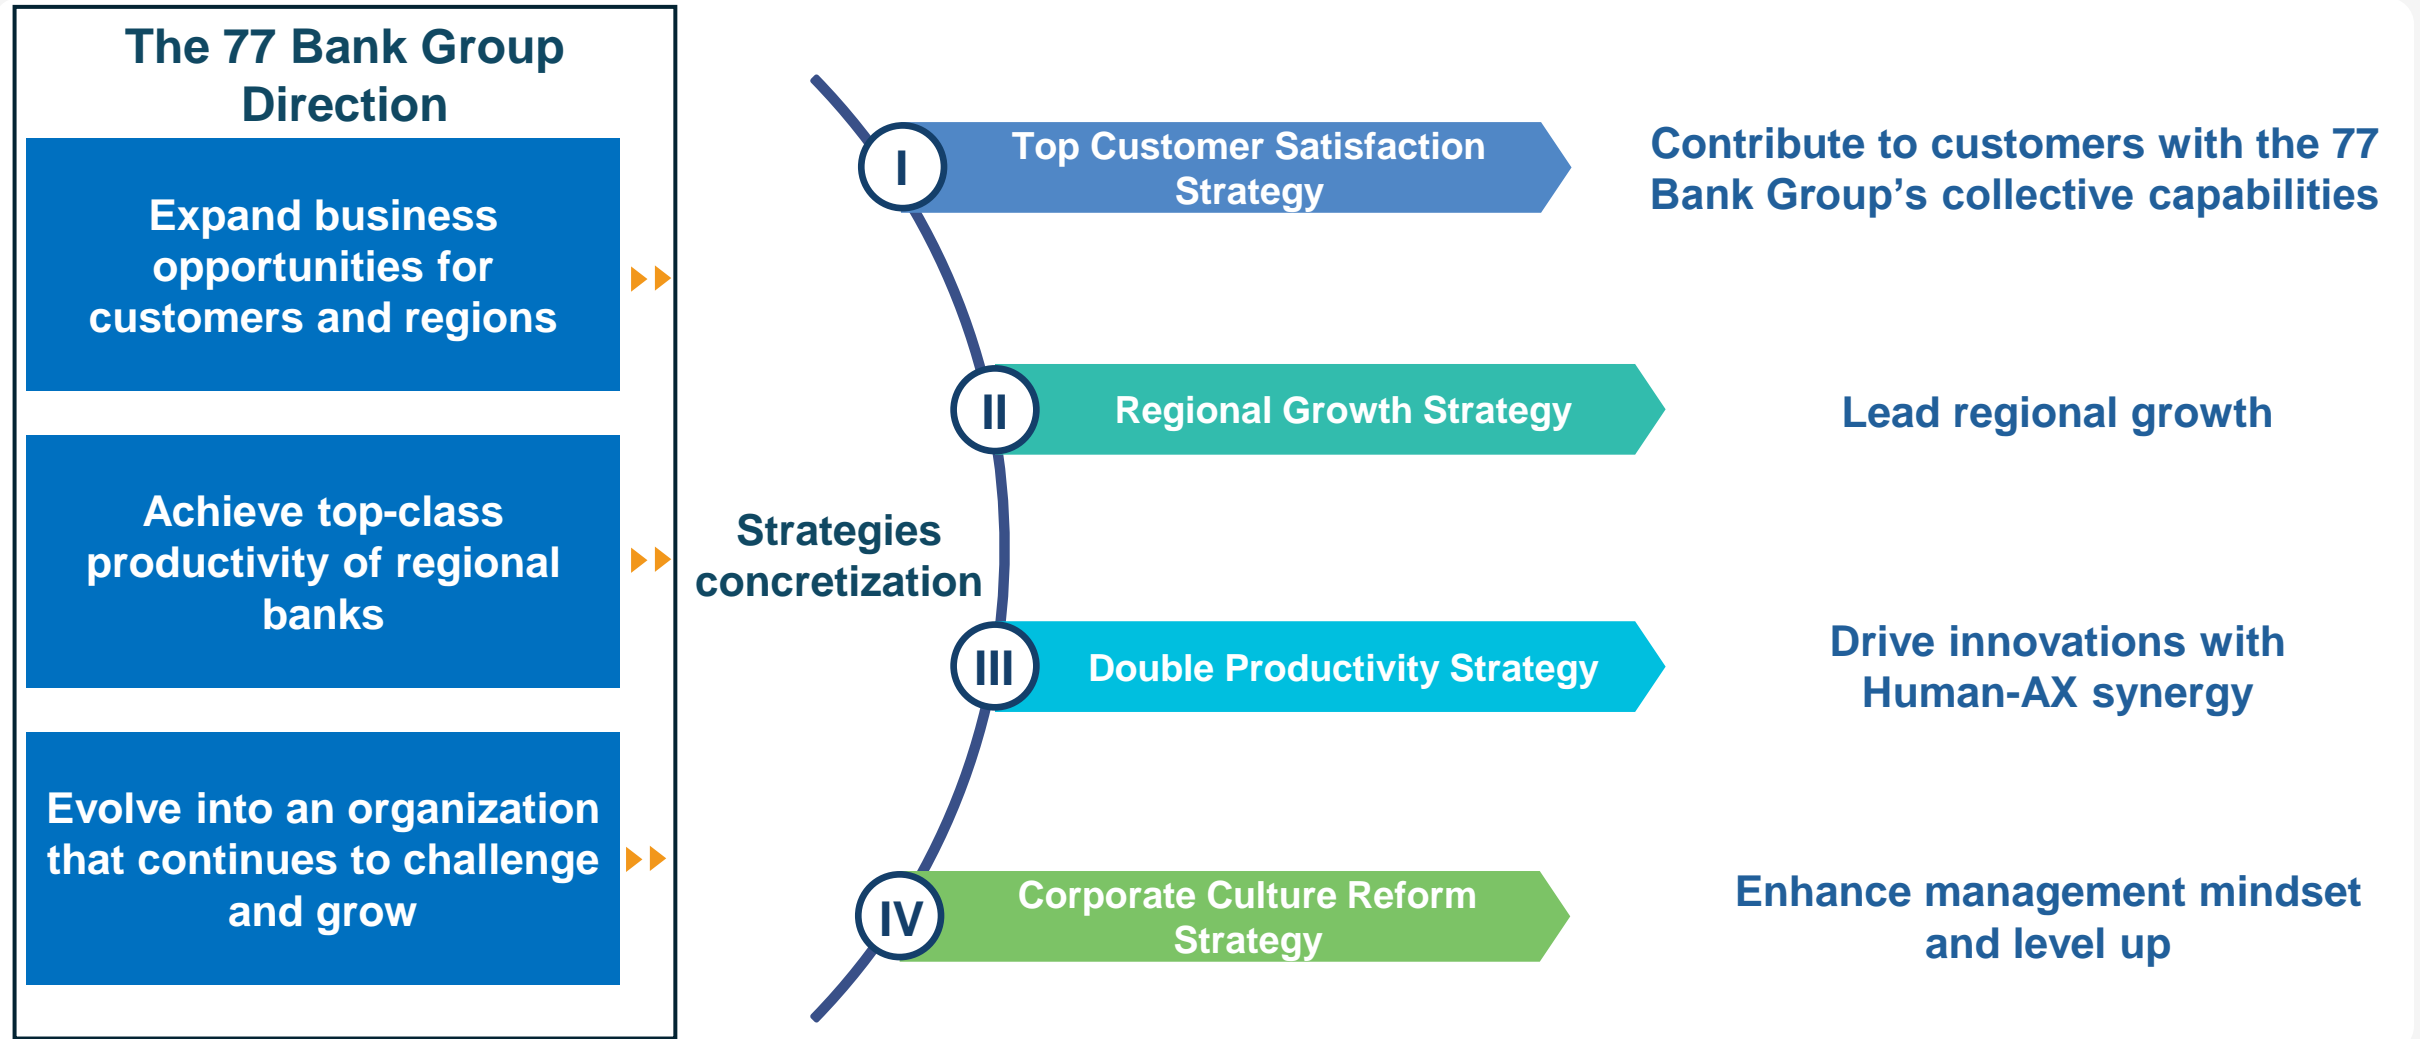 The 77 Bank Group
Direction
Expand business
opportunities for
customers and regions
Achieve top-class
productivity of regional
banks
Evolve into an organization
that continues to challenge
and grow
Strategies
concretization
I
Top Customer Satisfaction
Strategy
Contribute to customers with the 77
Bank Group’s collective capabilities
II
Regional Growth Strategy
Lead regional growth
III
Double Productivity Strategy
Drive innovations with
Human-AX synergy
IV
Corporate Culture Reform
Strategy
Enhance management mindset
and level up